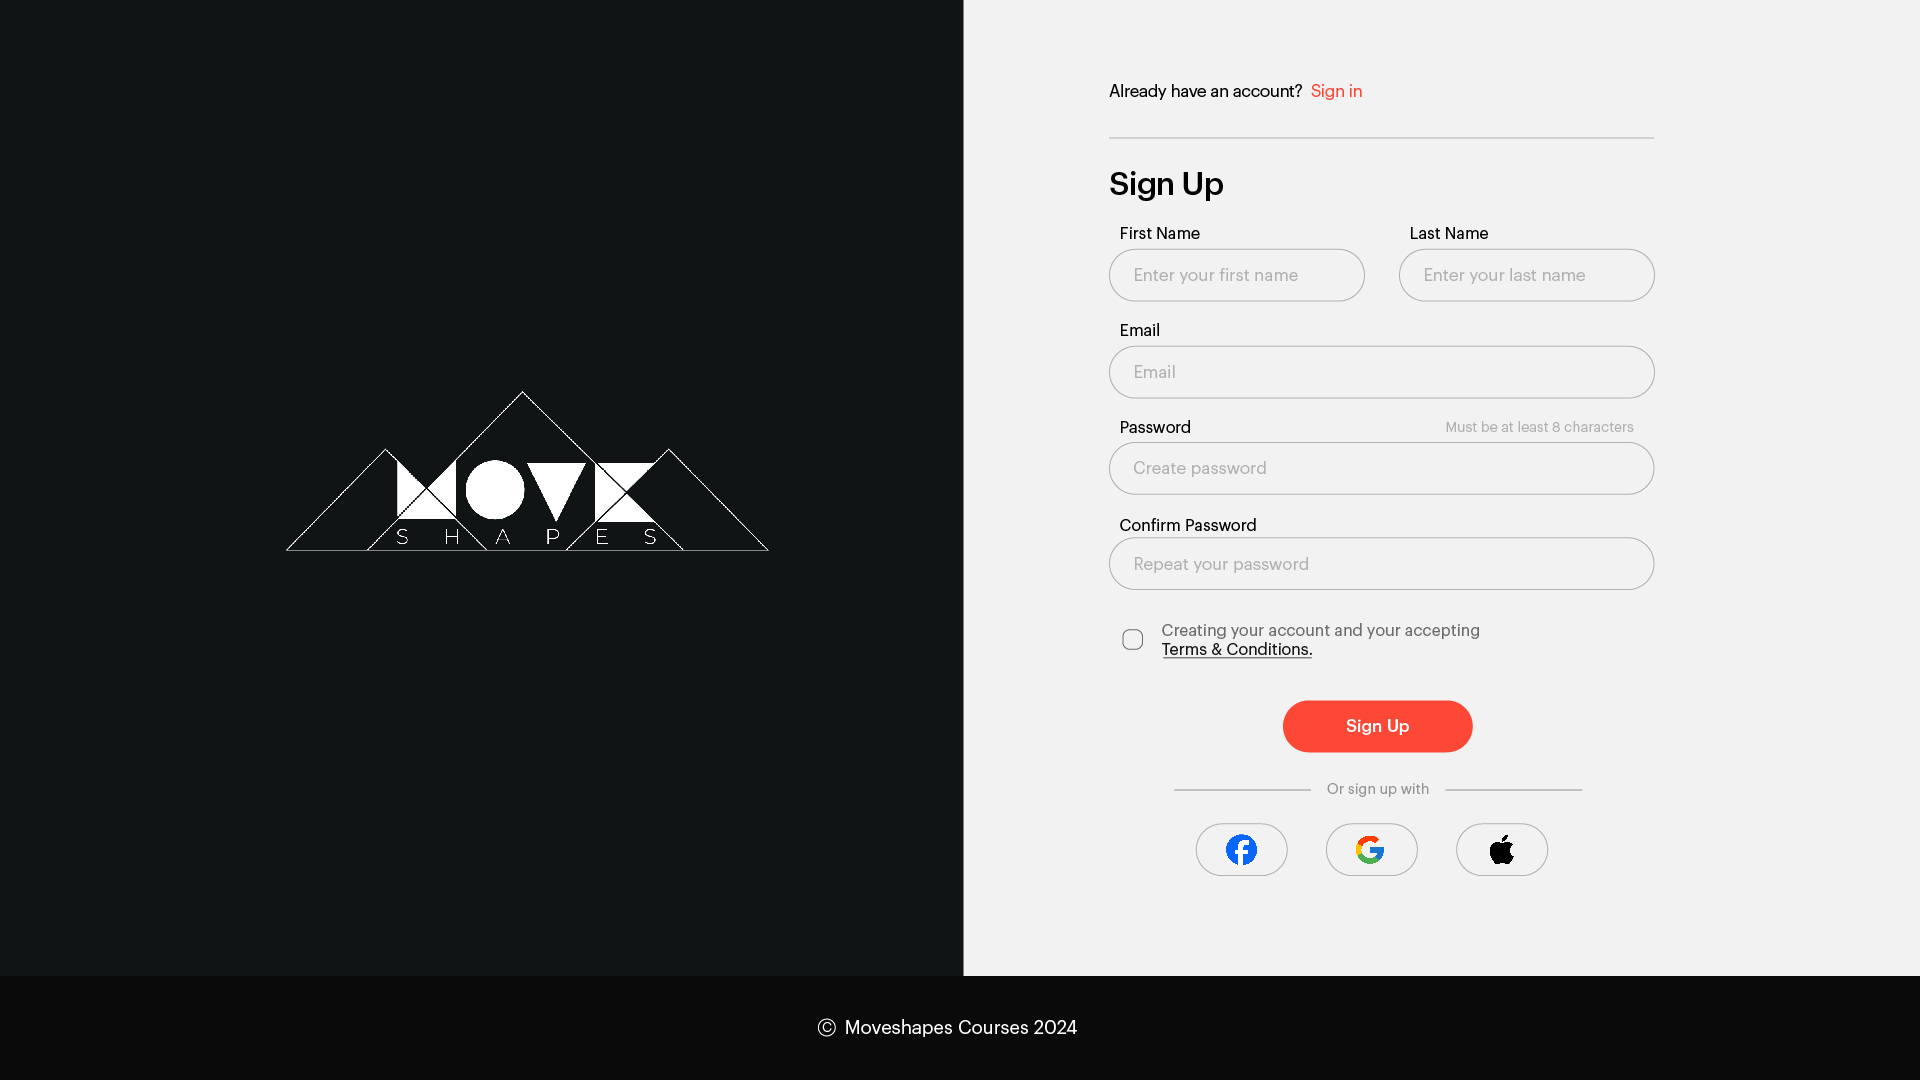 MOVE
SHAPES
Already have an account? Sign in
Sign Up
First Name
Last Name
Enter your first name
Enter your last name
Email
Email
Password
Must be at least 8 characters
Create password
Confirm Password
Repeat your password
Creating your account and your accepting
Terms & Conditions.
Sign Up
Or sign up with
© Moveshapes Courses 2024